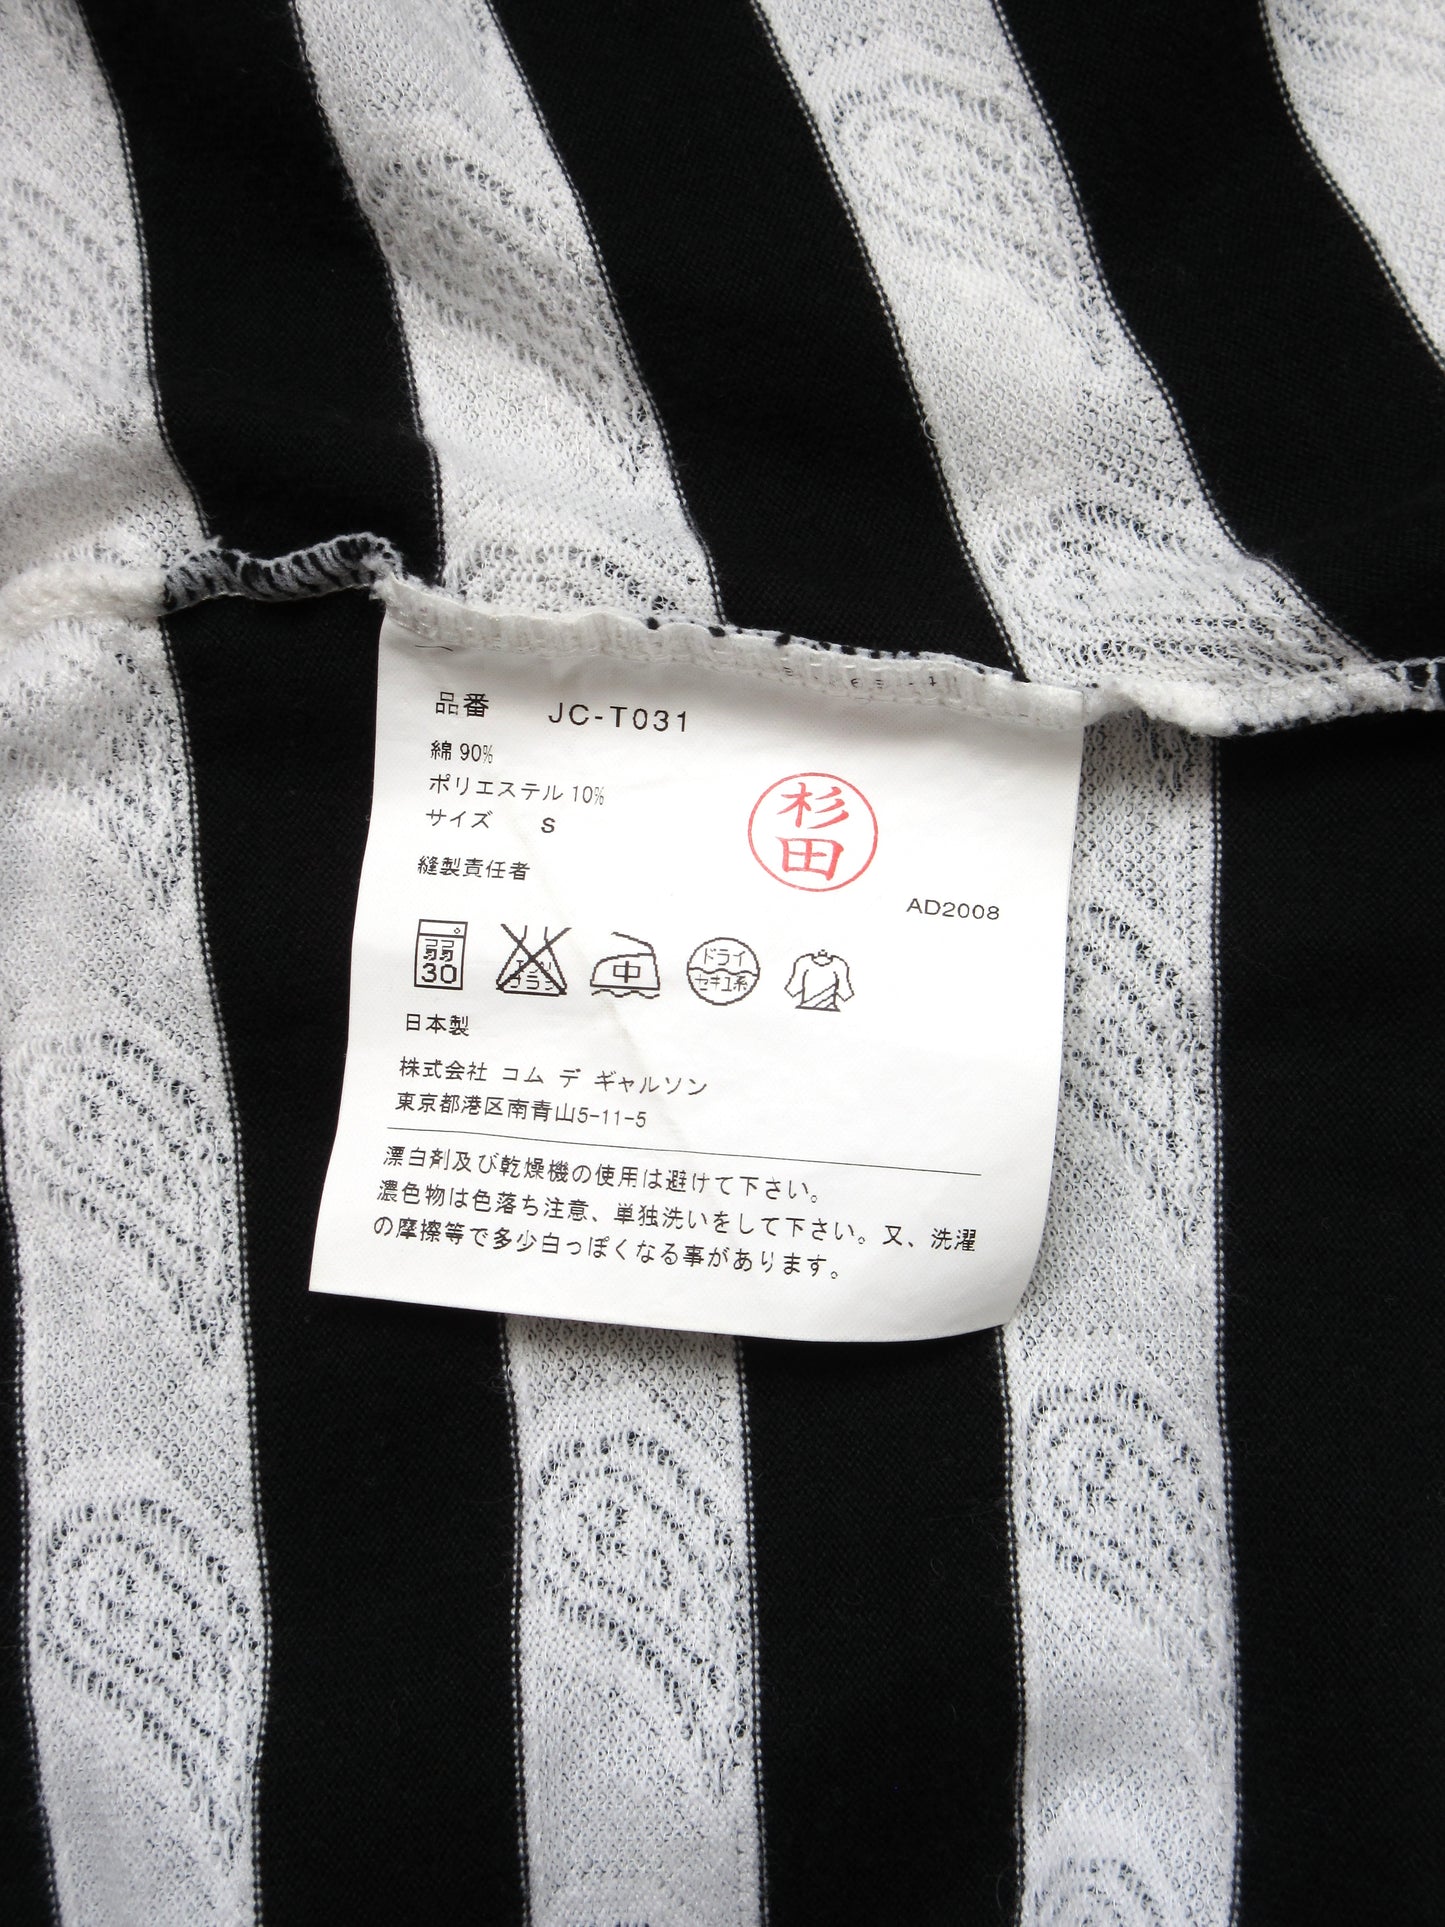 品番 JC-T031
綿 90%
ポリエステル 10%
サイズ S
杉
田
縫製責任者
AD2008
弱
30
エンソ
サラシ
中
ドライ
セキユ系
日本製
株式会社 コム デ ギャルソン
東京都港区南青山5-11-5
漂白剤及び乾燥機の使用は避けて下さい。
濃色物は色落ち注意、単独洗いをして下さい。又、洗濯
の摩擦等で多少白っぽくなる事があります。